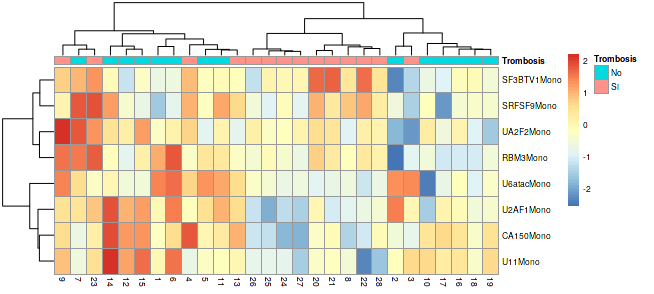 Trombosis
SF3BTV1Mono
SRFSF9Mono
UA2F2Mono
RBM3Mono
U6atacMono
U2AF1Mono
CA150Mono
U11Mono
9 7 23 14 12 15 1 6 4 5 11 13 26 25 24 27 20 21 8 22 28 2 3 10 17 16 18 19
2
1
0
-1
-2
Trombosis
No
SI